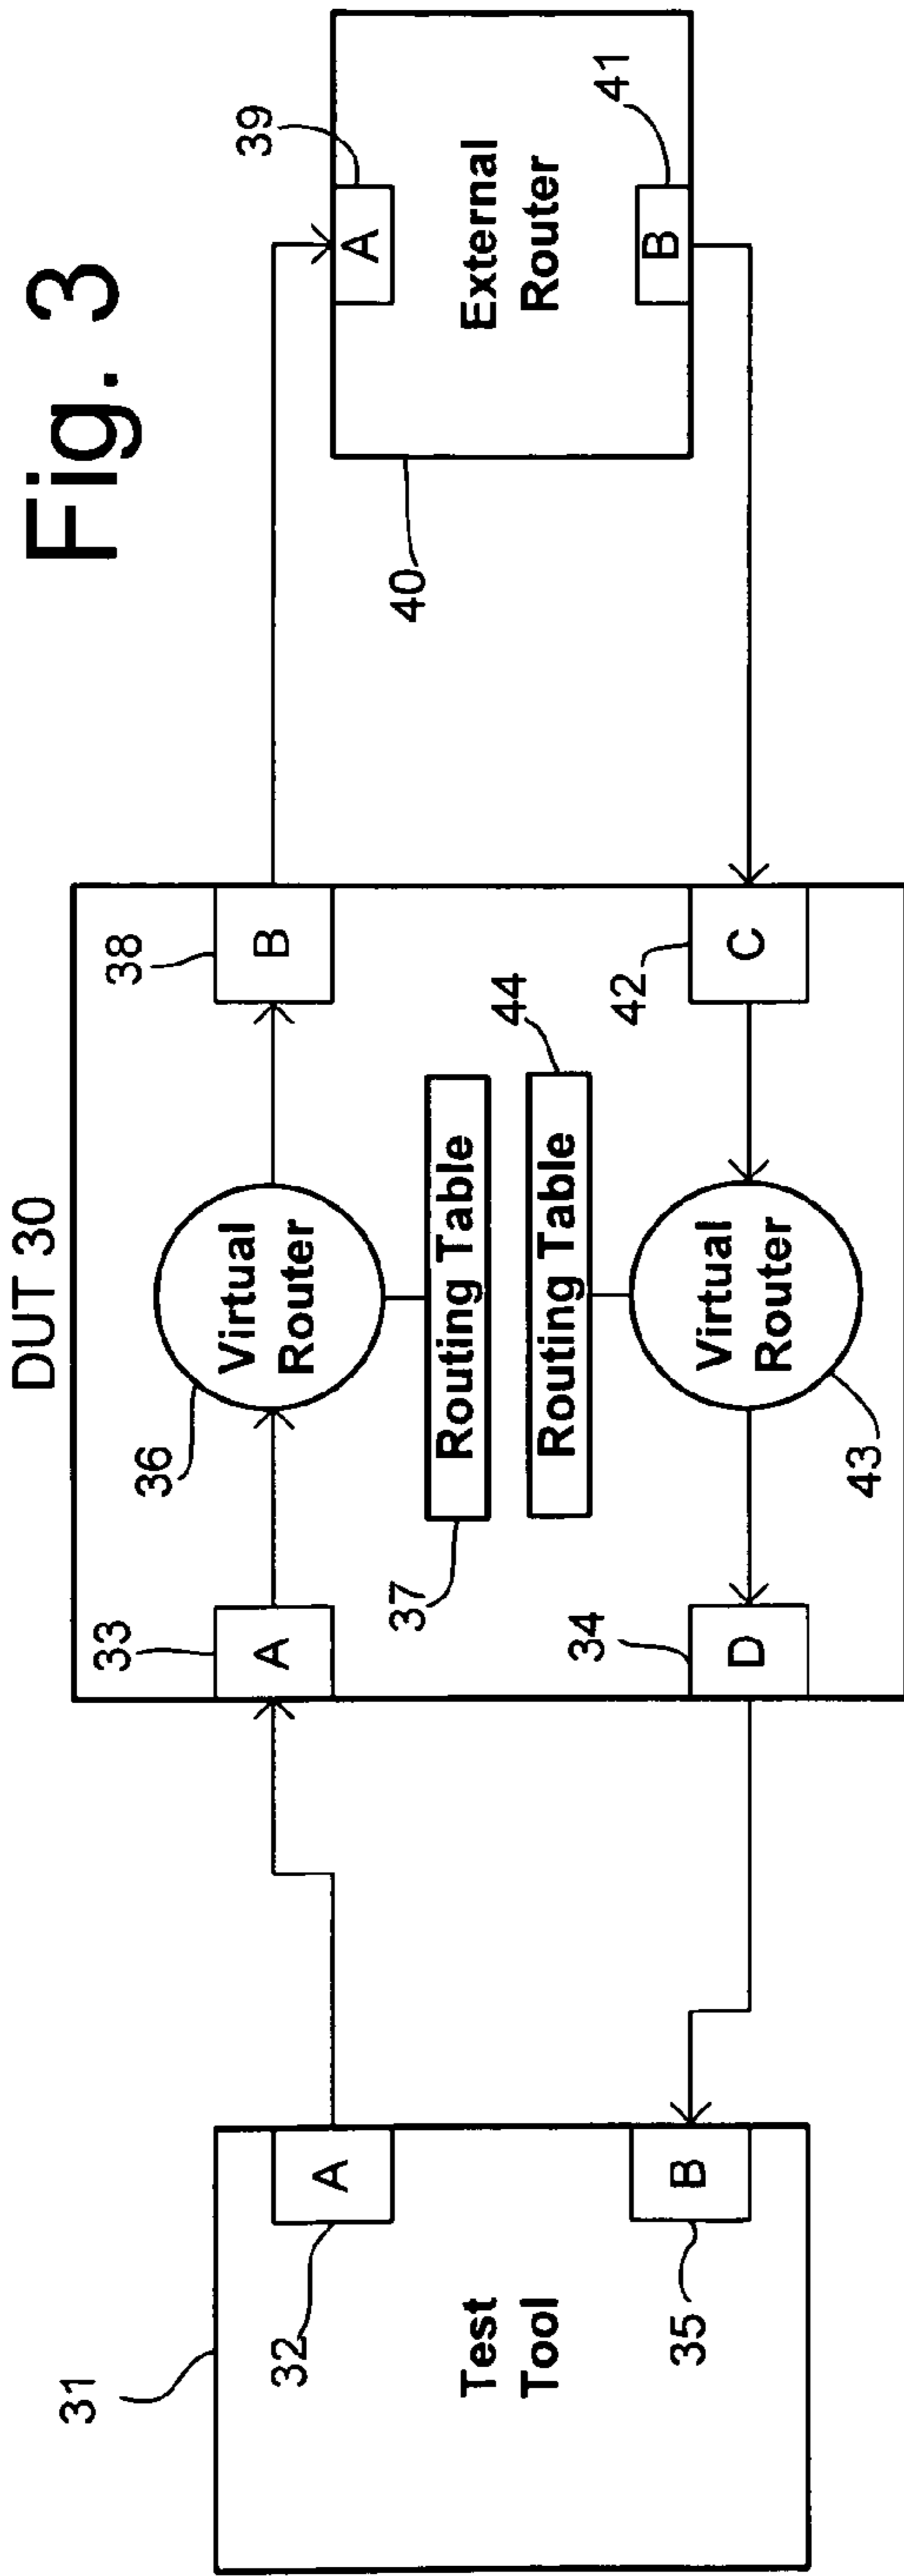 Fig. 3
DUT 30
31
32
A
Test
Tool
35
B
33
A
36
Virtual
Router
38
B
37
Routing Table
44
Routing Table
34
D
43
Virtual
Router
42
C
39
A
40
External
Router
41
B